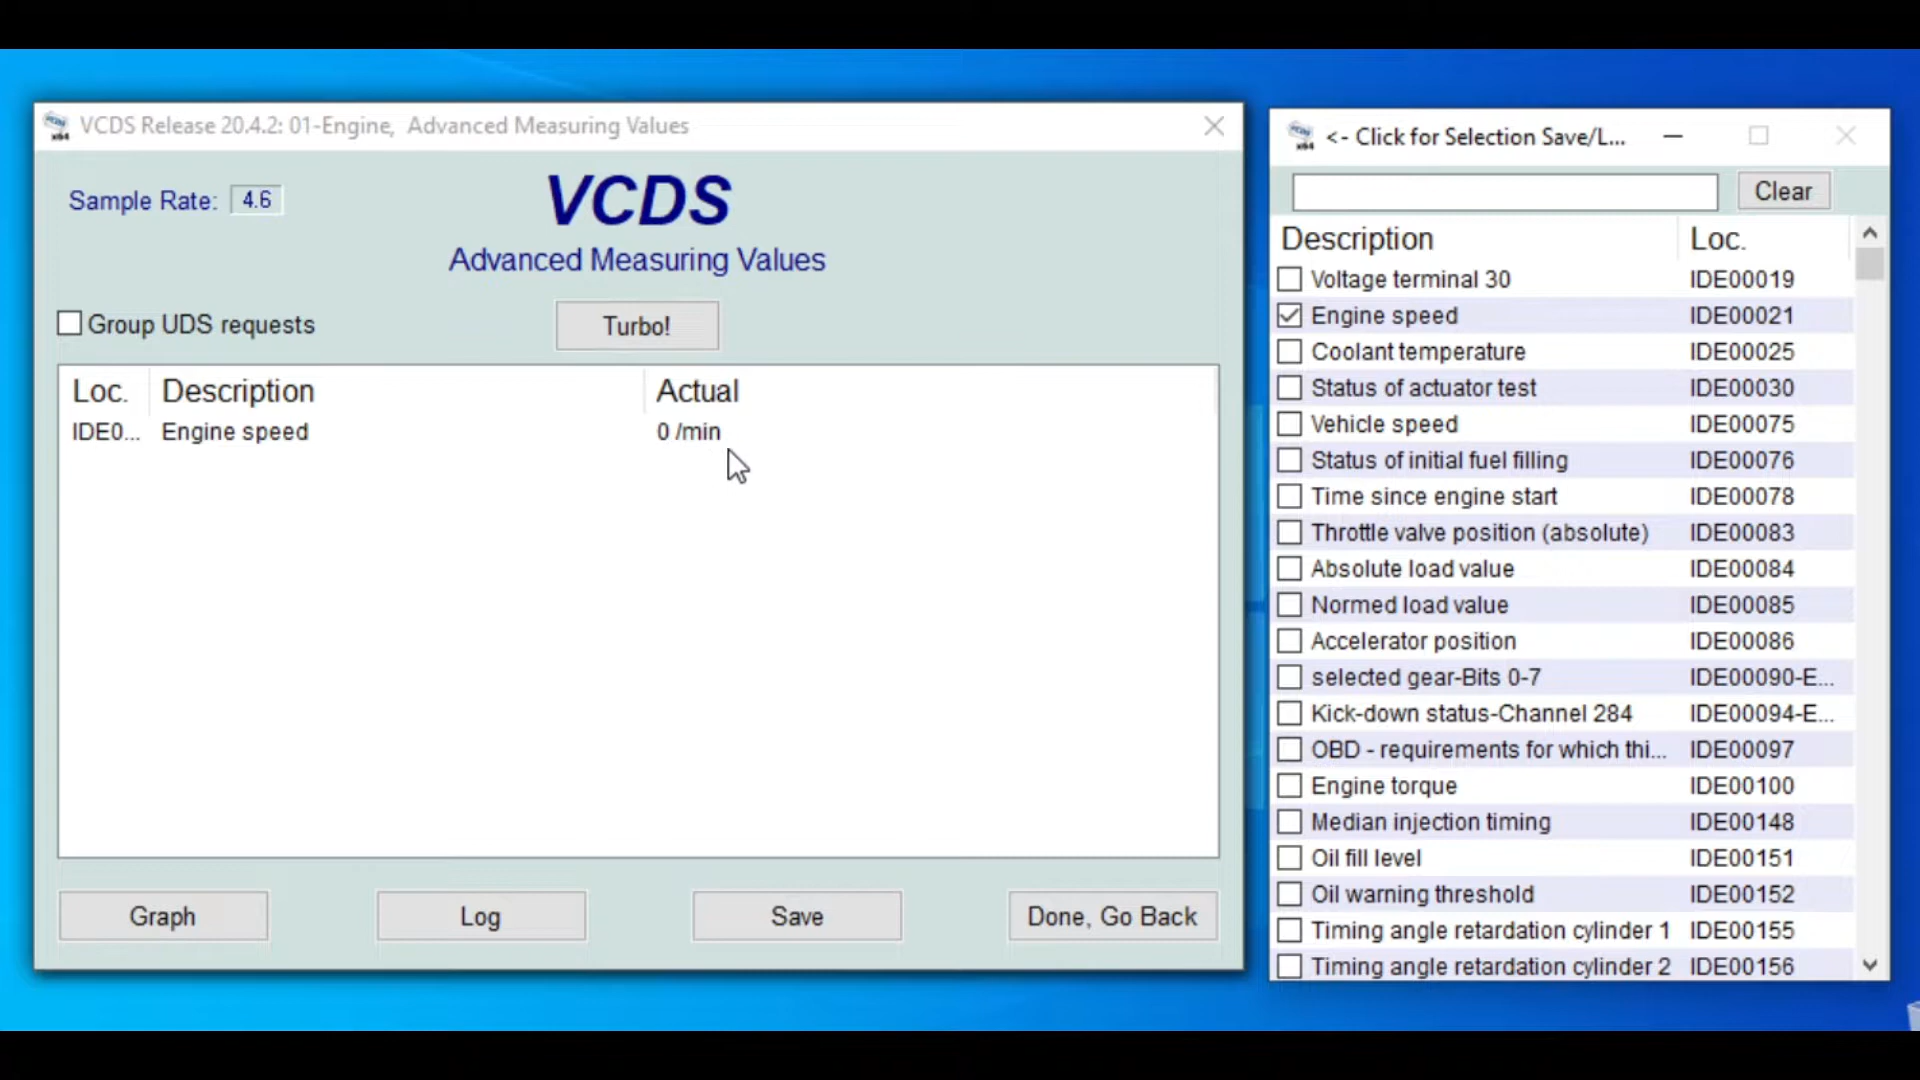 VCDS Release 20.4.2: 01-Engine, Advanced Measuring Values
Sample Rate: 4.6
VCDS
Advanced Measuring Values
Group UDS requests
Turbo!
Loc. Description Actual
IDE0... Engine speed 0 /min
Graph Log Save Done, Go Back
<- Click for Selection Save/L...
Clear
Description Loc.
Voltage terminal 30 IDE00019
Engine speed IDE00021
Coolant temperature IDE00025
Status of actuator test IDE00030
Vehicle speed IDE00075
Status of initial fuel filling IDE00076
Time since engine start IDE00078
Throttle valve position (absolute) IDE00083
Absolute load value IDE00084
Normed load value IDE00085
Accelerator position IDE00086
selected gear-Bits 0-7 IDE00090-E...
Kick-down status-Channel 284 IDE00094-E...
OBD - requirements for which thi... IDE00097
Engine torque IDE00100
Median injection timing IDE00148
Oil fill level IDE00151
Oil warning threshold IDE00152
Timing angle retardation cylinder 1 IDE00155
Timing angle retardation cylinder 2 IDE00156